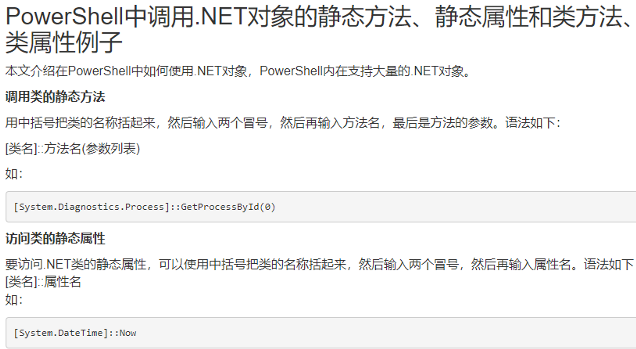 PowerShell中调用.NET对象的静态方法、静态属性和类方法、
类属性例子
本文介绍在PowerShell中如何使用.NET对象，PowerShell内在支持大量的.NET对象。
调用类的静态方法
用中括号把类的名称括起来，然后输入两个冒号，然后再输入方法名，最后是方法的参数。语法如下：
[类名]::方法名(参数列表)
如：
[System.Diagnostics.Process]::GetProcessById(0)
访问类的静态属性
要访问.NET类的静态属性，可以使用中括号把类的名称括起来，然后输入两个冒号，然后再输入属性名。语法如下
[类名]::属性名
如：
[System.DateTime]::Now